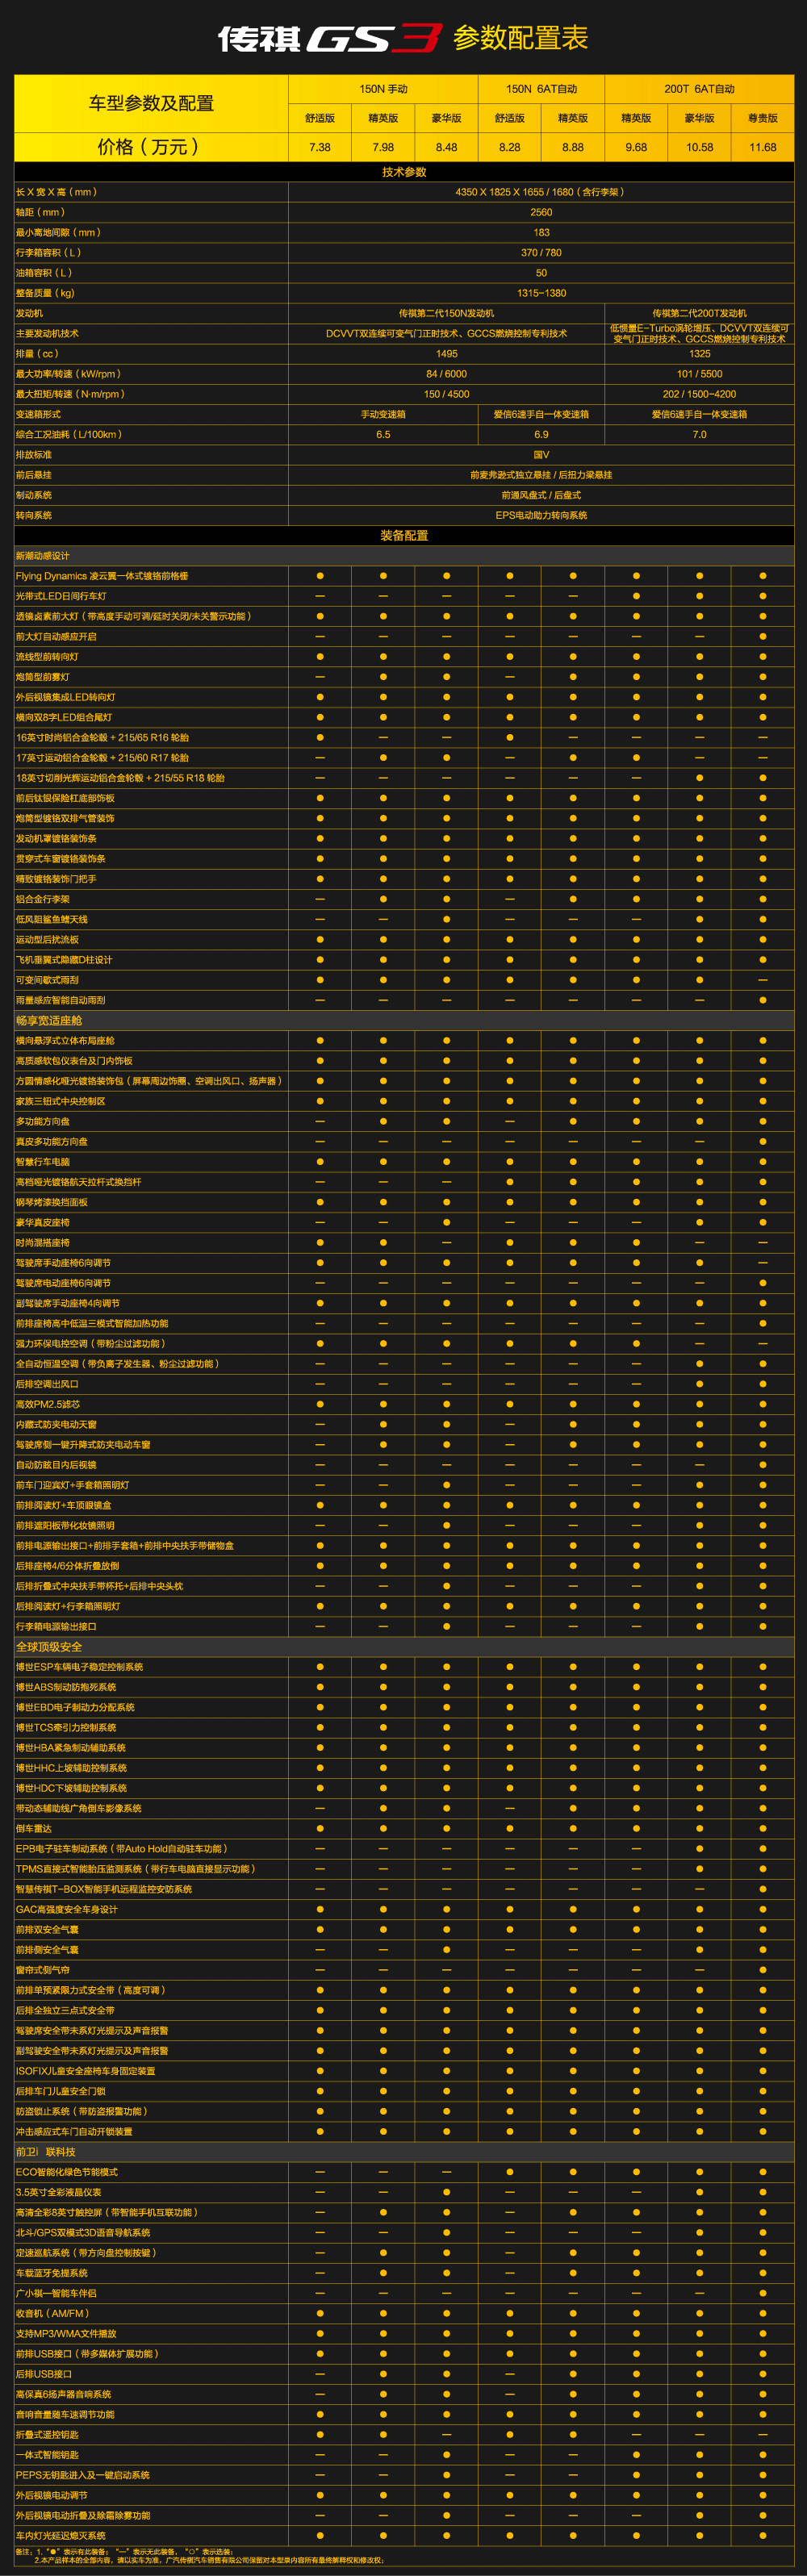 传祺GS3 参数配置表
车型参数及配置 150N 手动 150N 6AT自动 200T 6AT自动
舒适版 精英版 豪华版 舒适版 精英版 精英版 豪华版 尊贵版
价格（万元） 7.38 7.98 8.48 8.28 8.88 9.68 10.58 11.68
技术参数
长 X 宽 X 高（mm） 4350 X 1825 X 1655 / 1680（含行李架）
轴距（mm） 2560
最小离地间隙（mm） 183
行李箱容积（L） 370 / 780
油箱容积（L） 50
整备质量（kg） 1315-1380
发动机 传祺第二代150N发动机 传祺第二代200T发动机
主要发动机技术 DCVVT双连续可变气门正时技术、GCCS燃烧控制专利技术 低惯量E-Turbo涡轮增压、DCVVT双连续可
变气门正时技术、GCCS燃烧控制专利技术
排量（cc） 1495 1325
最大功率/转速（kW/rpm） 84 / 6000 101 / 5500
最大扭矩/转速（N·m/rpm） 150 / 4500 202 / 1500-4200
变速箱形式 手动变速箱 爱信6速手自一体变速箱 爱信6速手自一体变速箱
综合工况油耗（L/100km） 6.5 6.9 7.0
排放标准 国V
前后悬挂 前麦弗逊式独立悬挂 / 后扭力梁悬挂
制动系统 前通风盘式 / 后盘式
转向系统 EPS电动助力转向系统
装备配置
新潮动感设计
Flying Dynamics 凌云翼一体式镀铬前格栅 ● ● ● ● ● ● ● ●
光带式LED日间行车灯 — — — — — ● ● ●
透镜卤素前大灯（带高度手动可调/延时关闭/未关警示功能） ● ● ● ● ● ● ● ●
前大灯自动感应开启 — — — — — — — ●
流线型前转向灯 ● ● ● ● ● ● ● ●
炮筒型前雾灯 — ● ● — ● ● ● ●
外后视镜集成LED转向灯 ● ● ● ● ● ● ● ●
横向双8字LED组合尾灯 ● ● ● ● ● ● ● ●
16英寸时尚铝合金轮毂 + 215/65 R16 轮胎 ● — — ● — — — —
17英寸运动铝合金轮毂 + 215/60 R17 轮胎 — ● ● — ● ● — —
18英寸切削光辉运动铝合金轮毂 + 215/55 R18 轮胎 — — — — — — ● ●
前后钛银保险杠底部饰板 ● ● ● ● ● ● ● ●
炮筒型镀铬双排气管装饰 ● ● ● ● ● ● ● ●
发动机罩镀铬装饰条 ● ● ● ● ● ● ● ●
贯穿式车窗镀铬装饰条 ● ● ● ● ● ● ● ●
精致镀铬装饰门把手 ● ● ● ● ● ● ● ●
铝合金行李架 — ● ● — ● ● ● ●
低风阻鲨鱼鳍天线 — — ● — — — ● ●
运动型后扰流板 ● ● ● ● ● ● ● ●
飞机垂翼式隐藏D柱设计 ● ● ● ● ● ● ● ●
可变间歇式雨刮 ● ● ● ● ● ● ● —
雨量感应智能自动雨刮 — — — — — — — ●
畅享宽适座舱
横向悬浮式立体布局座舱 ● ● ● ● ● ● ● ●
高质感软包仪表台及门内饰板 ● ● ● ● ● ● ● ●
方圆情感化哑光镀铬装饰包（屏幕周边饰圈、空调出风口、扬声器） ● ● ● ● ● ● ● ●
家族三钮式中央控制区 ● ● ● ● ● ● ● ●
多功能方向盘 — ● ● — ● ● ● ●
真皮多功能方向盘 — — — — — — — ●
智慧行车电脑 ● ● ● ● ● ● ● ●
高档哑光镀铬航天拉杆式换挡杆 — — — ● ● ● ● ●
钢琴烤漆换挡面板 ● ● ● ● ● ● ● ●
豪华真皮座椅 — — ● — — — ● ●
时尚混搭座椅 ● ● — ● ● ● — —
驾驶席手动座椅6向调节 ● ● ● ● ● ● ● —
驾驶席电动座椅6向调节 — — — — — — — ●
副驾驶席手动座椅4向调节 ● ● ● ● ● ● ● ●
前排座椅高中低温三模式智能加热功能 — — — — — — — ●
强力环保电控空调（带粉尘过滤功能） ● ● ● ● ● ● — —
全自动恒温空调（带负离子发生器、粉尘过滤功能） — — — — — — ● ●
后排空调出风口 — — — — — — ● ●
高效PM2.5滤芯 ● ● ● ● ● ● ● ●
内藏式防夹电动天窗 — ● ● — ● ● ● ●
驾驶席侧一键升降式防夹电动车窗 — ● ● — ● ● ● ●
自动防眩目内后视镜 — — — — — — — ●
前车门迎宾灯+手套箱照明灯 — — ● — — — ● ●
前排阅读灯+车顶眼镜盒 ● ● ● ● ● ● ● ●
前排遮阳板带化妆镜照明 — — ● — — — ● ●
前排电源输出接口+前排手套箱+前排中央扶手带储物盒 ● ● ● ● ● ● ● ●
后排座椅4/6分体折叠放倒 ● ● ● ● ● ● ● ●
后排折叠式中央扶手带杯托+后排中央头枕 — — ● — — — ● ●
后排阅读灯+行李箱照明灯 ● ● ● ● ● ● ● ●
行李箱电源输出接口 — — ● — — — ● ●
全球顶级安全
博世ESP车辆电子稳定控制系统 ● ● ● ● ● ● ● ●
博世ABS制动防抱死系统 ● ● ● ● ● ● ● ●
博世EBD电子制动力分配系统 ● ● ● ● ● ● ● ●
博世TCS牵引力控制系统 ● ● ● ● ● ● ● ●
博世HBA紧急制动辅助系统 ● ● ● ● ● ● ● ●
博世HHC上坡辅助控制系统 ● ● ● ● ● ● ● ●
博世HDC下坡辅助控制系统 ● ● ● ● ● ● ● ●
带动态辅助线广角倒车影像系统 — ● ● — ● ● ● ●
倒车雷达 ● ● ● ● ● ● ● ●
EPB电子驻车制动系统（带Auto Hold自动驻车功能） — — — — — — ● ●
TPMS直接式智能胎压监测系统（带行车电脑直接显示功能） — — — — — — ● ●
智慧传祺T-BOX智能手机远程监控安防系统 — — — — — — — ●
GAC高强度安全车身设计 ● ● ● ● ● ● ● ●
前排双安全气囊 ● ● ● ● ● ● ● ●
前排侧安全气囊 — — ● — — — ● ●
窗帘式侧气帘 — — — — — — — ●
前排单预紧限力式安全带（高度可调） ● ● ● ● ● ● ● ●
后排全独立三点式安全带 ● ● ● ● ● ● ● ●
驾驶席安全带未系灯光提示及声音报警 ● ● ● ● ● ● ● ●
副驾驶安全带未系灯光提示及声音报警 ● ● ● ● ● ● ● ●
ISOFIX儿童安全座椅车身固定装置 ● ● ● ● ● ● ● ●
后排车门儿童安全门锁 ● ● ● ● ● ● ● ●
防盗锁止系统（带防盗报警功能） ● ● ● ● ● ● ● ●
冲击感应式车门自动开锁装置 ● ● ● ● ● ● ● ●
前卫i 联科技
ECO智能化绿色节能模式 — — — ● ● ● ● ●
3.5英寸全彩液晶仪表 — — ● — — — ● ●
高清全彩8英寸触控屏（带智能手机互联功能） — ● ● — ● ● ● ●
北斗/GPS双模式3D语音导航系统 — — ● — — — ● ●
定速巡航系统（带方向盘控制按键） — ● ● — ● ● ● ●
车载蓝牙免提系统 — ● ● — ● ● ● ●
广小祺—智能车伴侣 — — — — — — — ●
收音机（AM/FM） ● ● ● ● ● ● ● ●
支持MP3/WMA文件播放 ● ● ● ● ● ● ● ●
前排USB接口（带多媒体扩展功能） ● ● ● ● ● ● ● ●
后排USB接口 — ● ● — ● ● ● ●
高保真6扬声器音响系统 — ● ● — ● ● ● ●
音响音量随车速调节功能 ● ● ● ● ● ● ● ●
折叠式遥控钥匙 ● ● — ● ● — — —
一体式智能钥匙 — — ● — — ● ● ●
PEPS无钥匙进入及一键启动系统 — — ● — — ● ● ●
外后视镜电动调节 ● ● ● ● ● ● ● ●
外后视镜电动折叠及除霜除雾功能 — — ● — — — ● ●
车内灯光延迟熄灭系统 ● ● ● ● ● ● ● ●
备注：1.“●”表示有此装备；“—”表示无此装备，“○”表示选装；
2.本产品样本的全部内容，请以实车为准，广汽传祺汽车销售有限公司保留对本型录内容所有最终解释权和修改权；